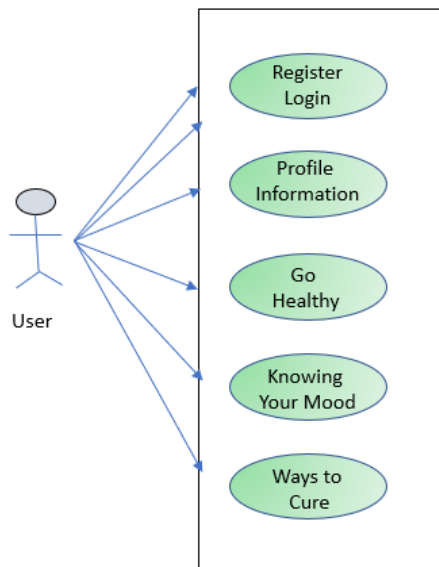 Register
Login
Profile
Information
User
Go
Healthy
Knowing
Your Mood
Ways to
Cure